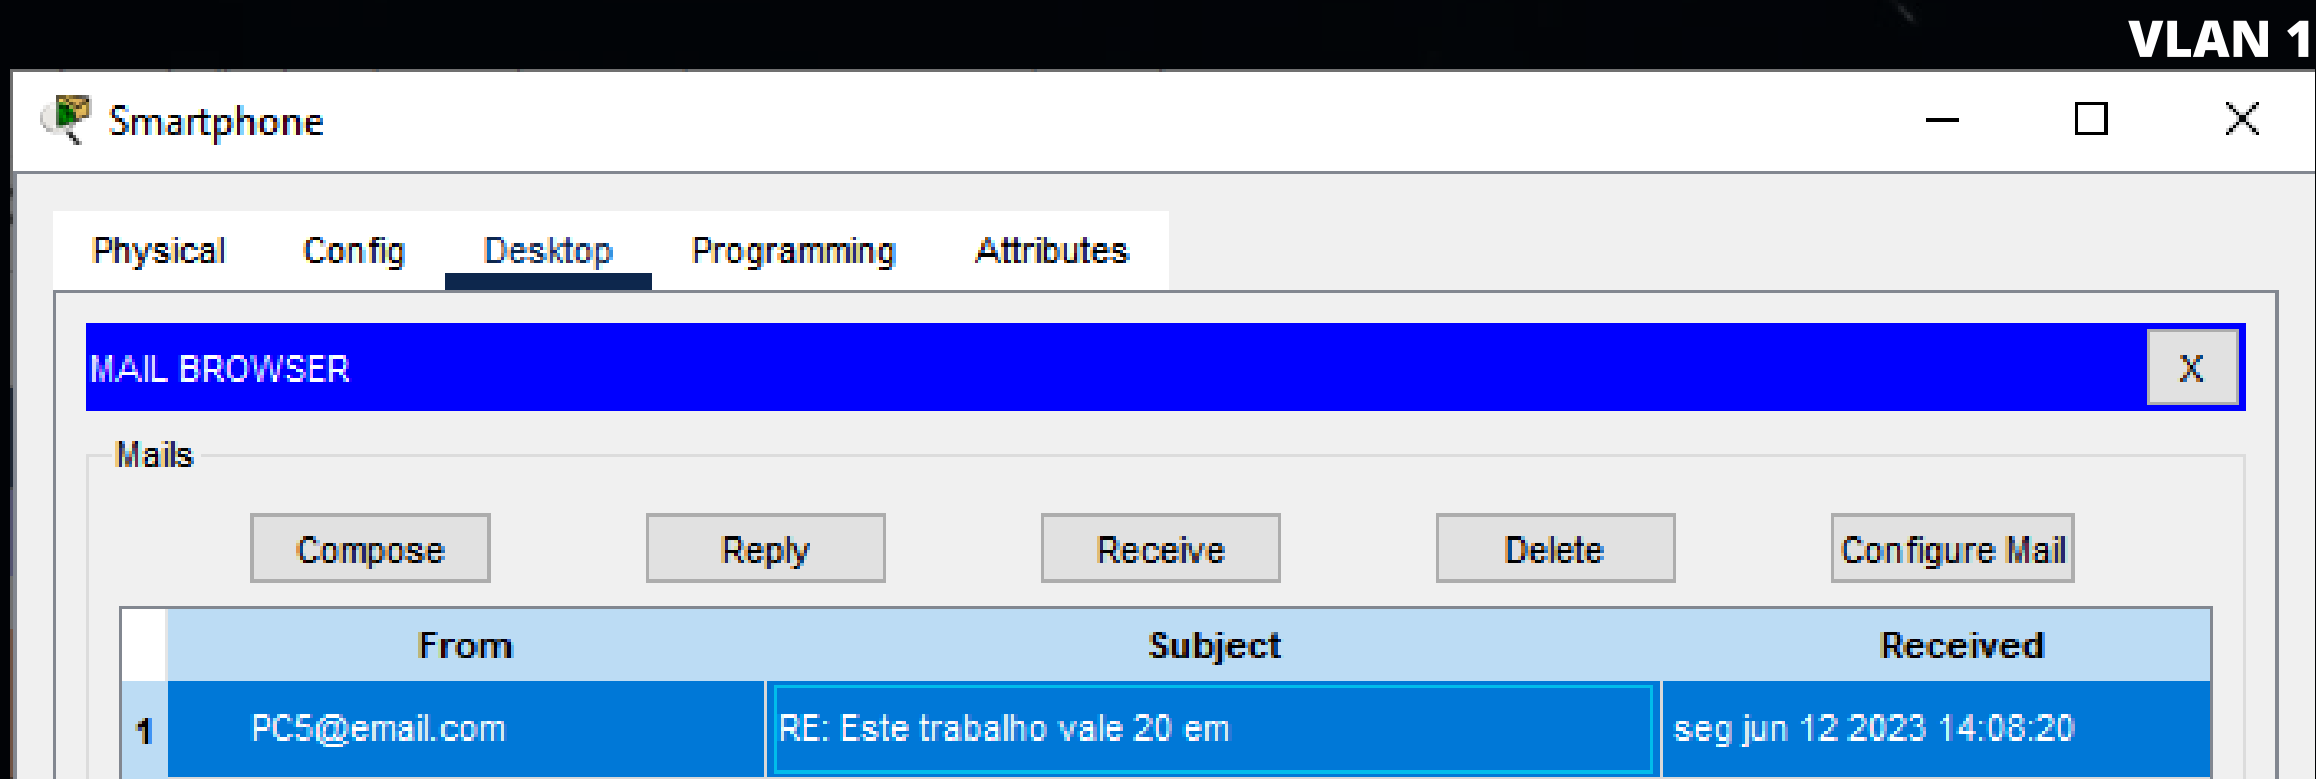 VLAN 1
Smartphone
Physical Config Desktop Programming Attributes
MAIL BROWSER X
Mails
Compose Reply Receive Delete Configure Mail
From Subject Received
1 PC5@email.com RE: Este trabalho vale 20 em seg jun 12 2023 14:08:20